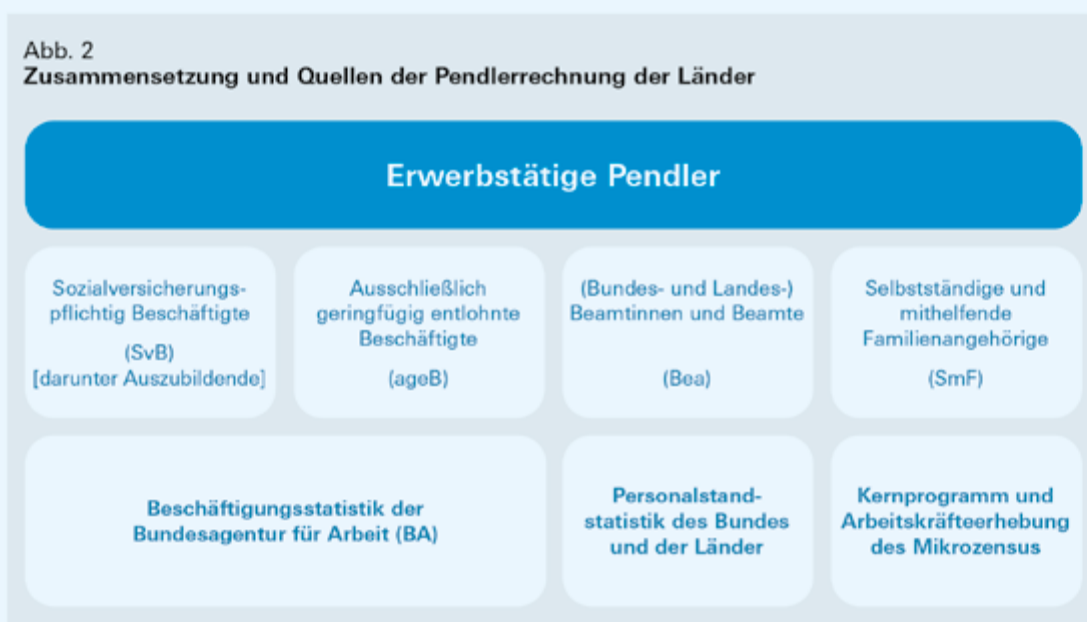 Abb. 2
Zusammensetzung und Quellen der Pendlerrechnung der Länder
Erwerbstätige Pendler
Sozialversicherungs-
pflichtig Beschäftigte
(SvB)
[darunter Auszubildende]
Ausschließlich
geringfügig entlohnte
Beschäftigte
(ageB)
(Bundes- und Landes-)
Beamtinnen und Beamte
(Bea)
Selbstständige und
mithelfende
Familienangehörige
(SmF)
Beschäftigungsstatistik der
Bundesagentur für Arbeit (BA)
Personalstand-
statistik des Bundes
und der Länder
Kernprogramm und
Arbeitskräfteerhebung
des Mikrozensus